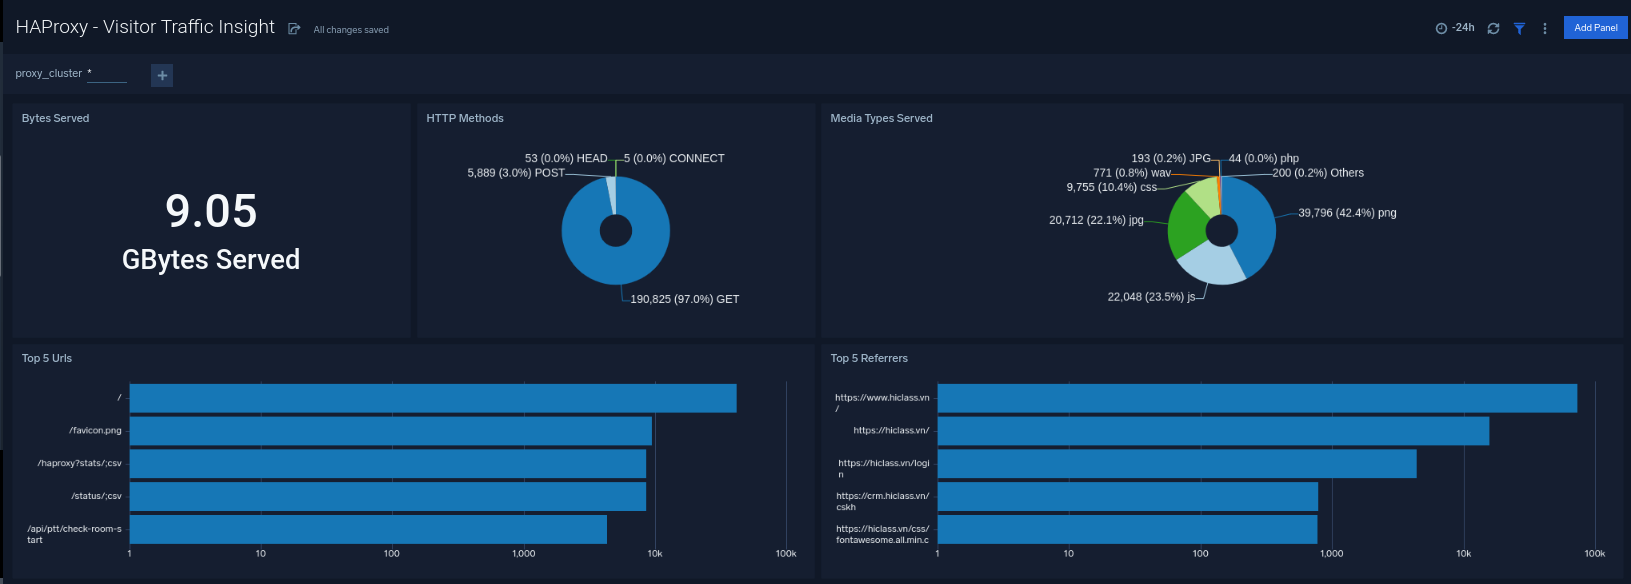 HAProxy - Visitor Traffic Insight
All changes saved
-24h
Add Panel
proxy_cluster *
+
Bytes Served
9.05
GBytes Served
HTTP Methods
53 (0.0%) HEAD
5 (0.0%) CONNECT
5,889 (3.0%) POST
190,825 (97.0%) GET
Media Types Served
193 (0.2%) JPG
44 (0.0%) php
771 (0.8%) wav
200 (0.2%) Others
9,755 (10.4%) css
39,796 (42.4%) png
20,712 (22.1%) jpg
22,048 (23.5%) js
Top 5 Urls
/
/favicon.png
/haproxy?stats/;csv
/status/;csv
/api/ptt/check-room-s
tart
1 10 100 1,000 10k 100k
Top 5 Referrers
https://www.hiclass.vn
/
https://hiclass.vn/
https://hiclass.vn/logi
n
https://crm.hiclass.vn/
cskh
https://hiclass.vn/css/
fontawesome.all.min.c
1 10 100 1,000 10k 100k